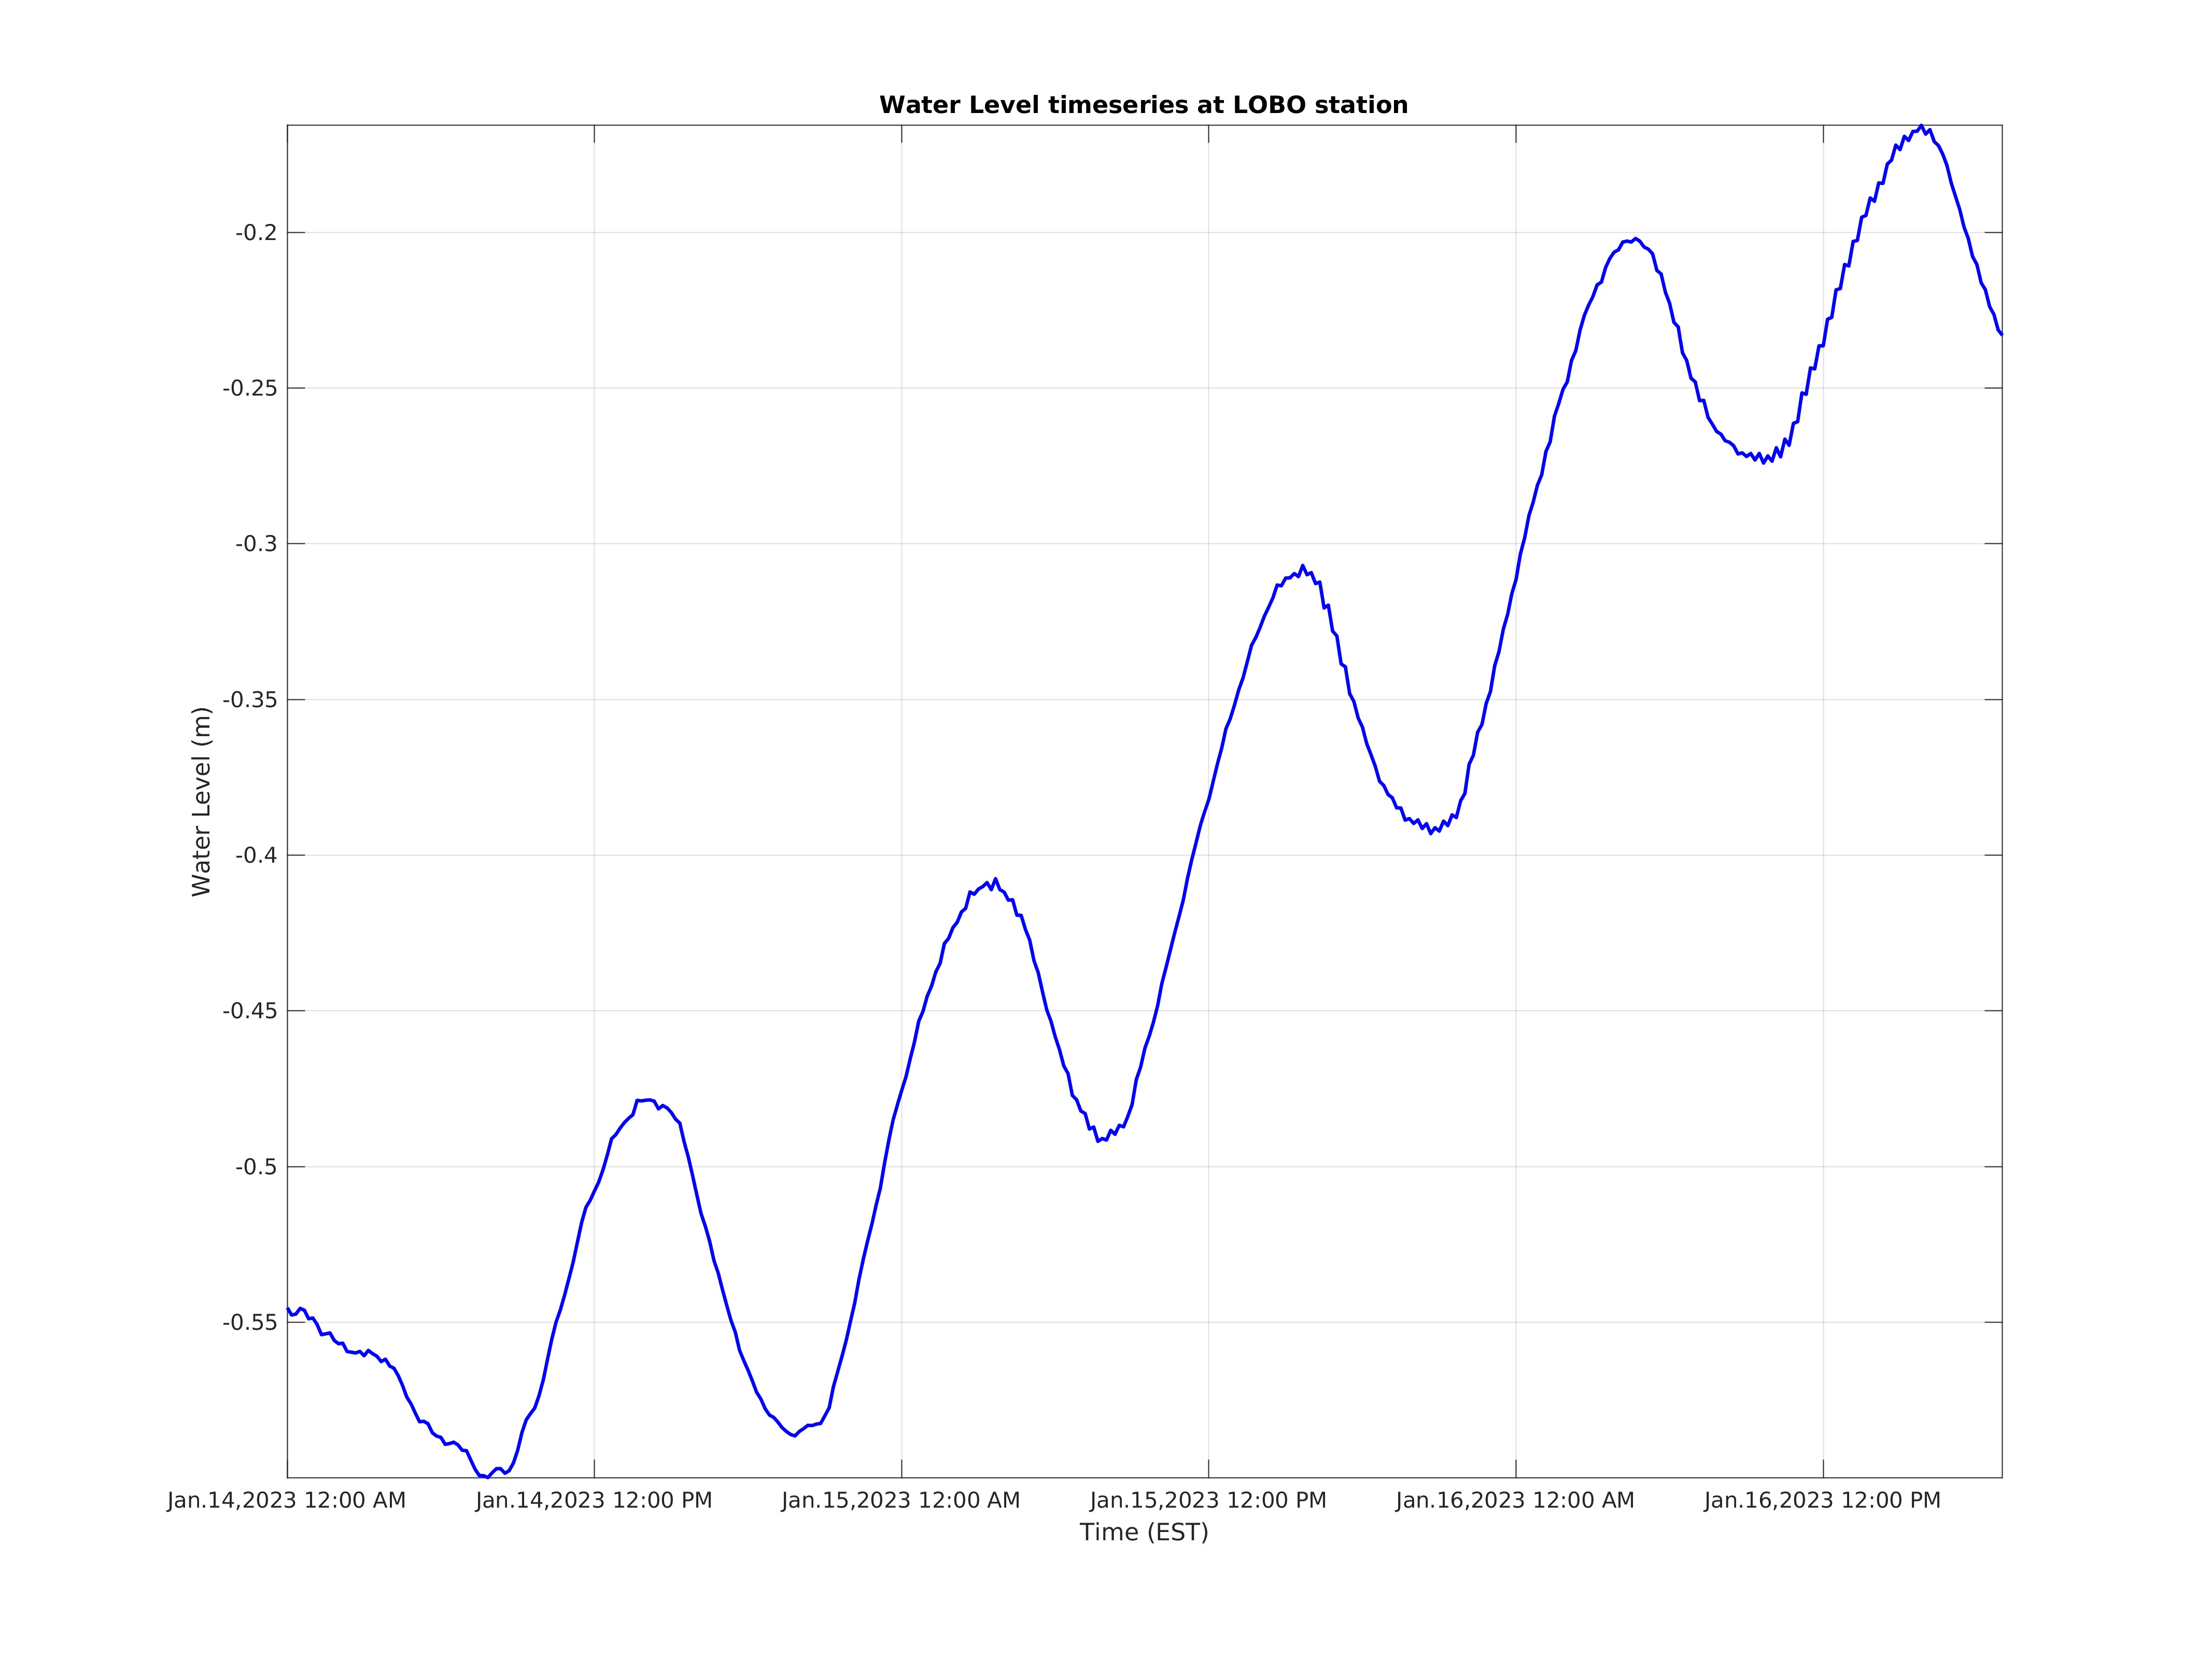 Water Level timeseries at LOBO station
-0.2
-0.25
-0.3
-0.35
-0.4
-0.45
-0.5
-0.55
Water Level (m)
Jan.14,2023 12:00 AM
Jan.14,2023 12:00 PM
Jan.15,2023 12:00 AM
Jan.15,2023 12:00 PM
Jan.16,2023 12:00 AM
Jan.16,2023 12:00 PM
Time (EST)